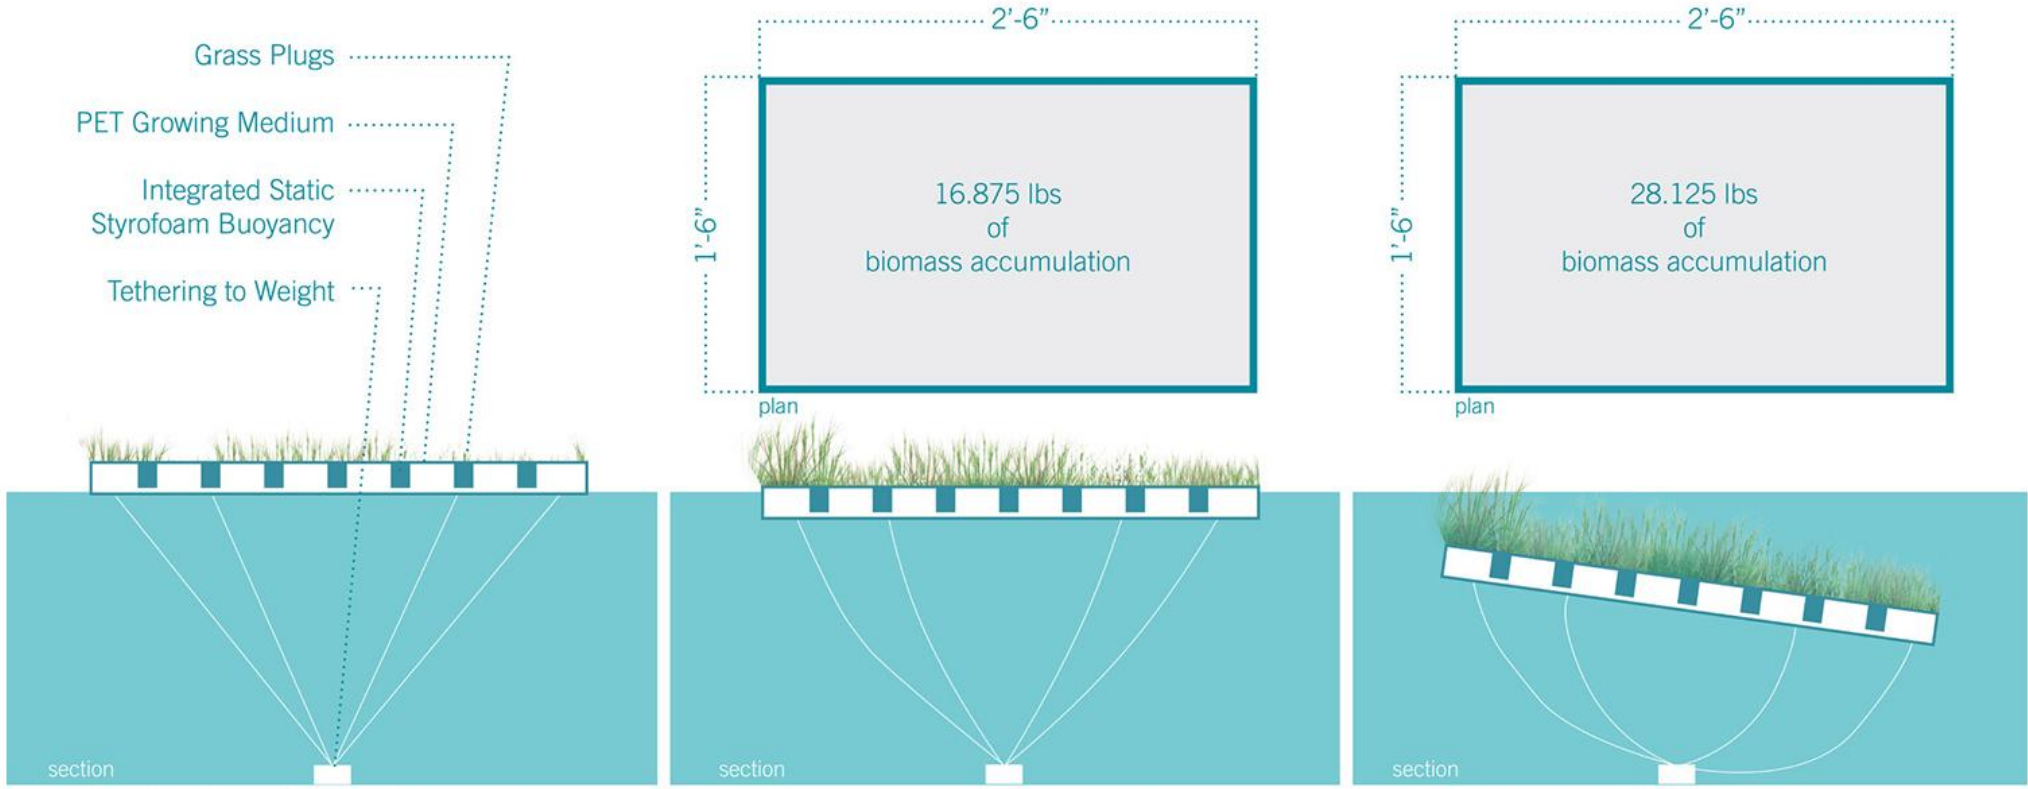 Grass Plugs
PET Growing Medium
Integrated Static
Styrofoam Buoyancy
Tethering to Weight
section
2'-6"
1'-6"
16.875 lbs
of
biomass accumulation
plan
section
2'-6"
1'-6"
28.125 lbs
of
biomass accumulation
plan
section